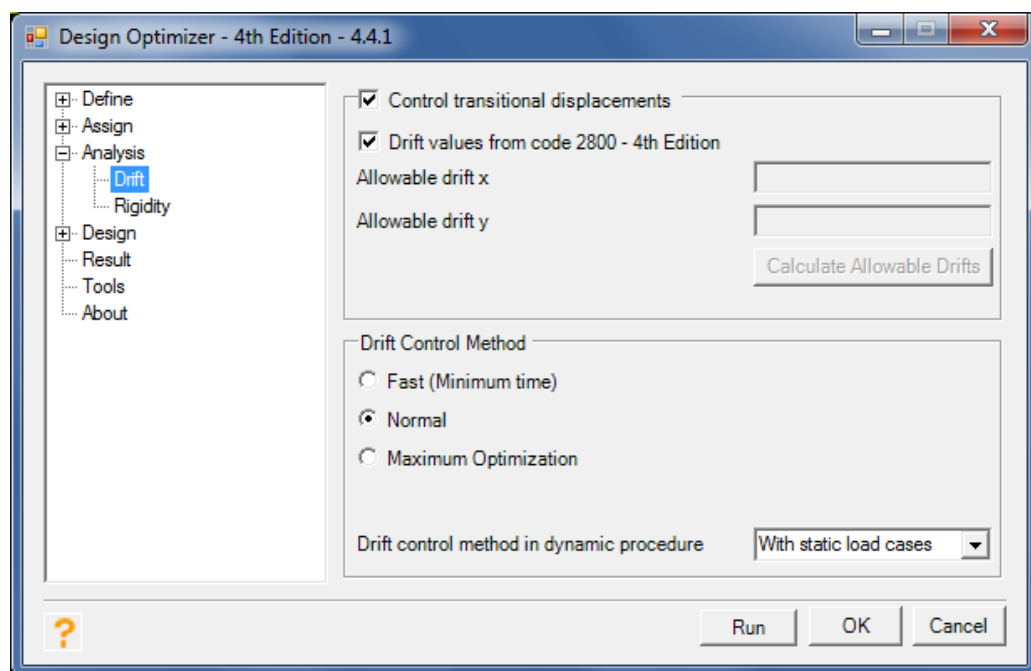 Design Optimizer - 4th Edition - 4.4.1
Define
Assign
Analysis
Drift
Rigidity
Design
Result
Tools
About
Control transitional displacements
Drift values from code 2800 - 4th Edition
Allowable drift x
Allowable drift y
Calculate Allowable Drifts
Drift Control Method
Fast (Minimum time)
Normal
Maximum Optimization
Drift control method in dynamic procedure With static load cases
? Run OK Cancel